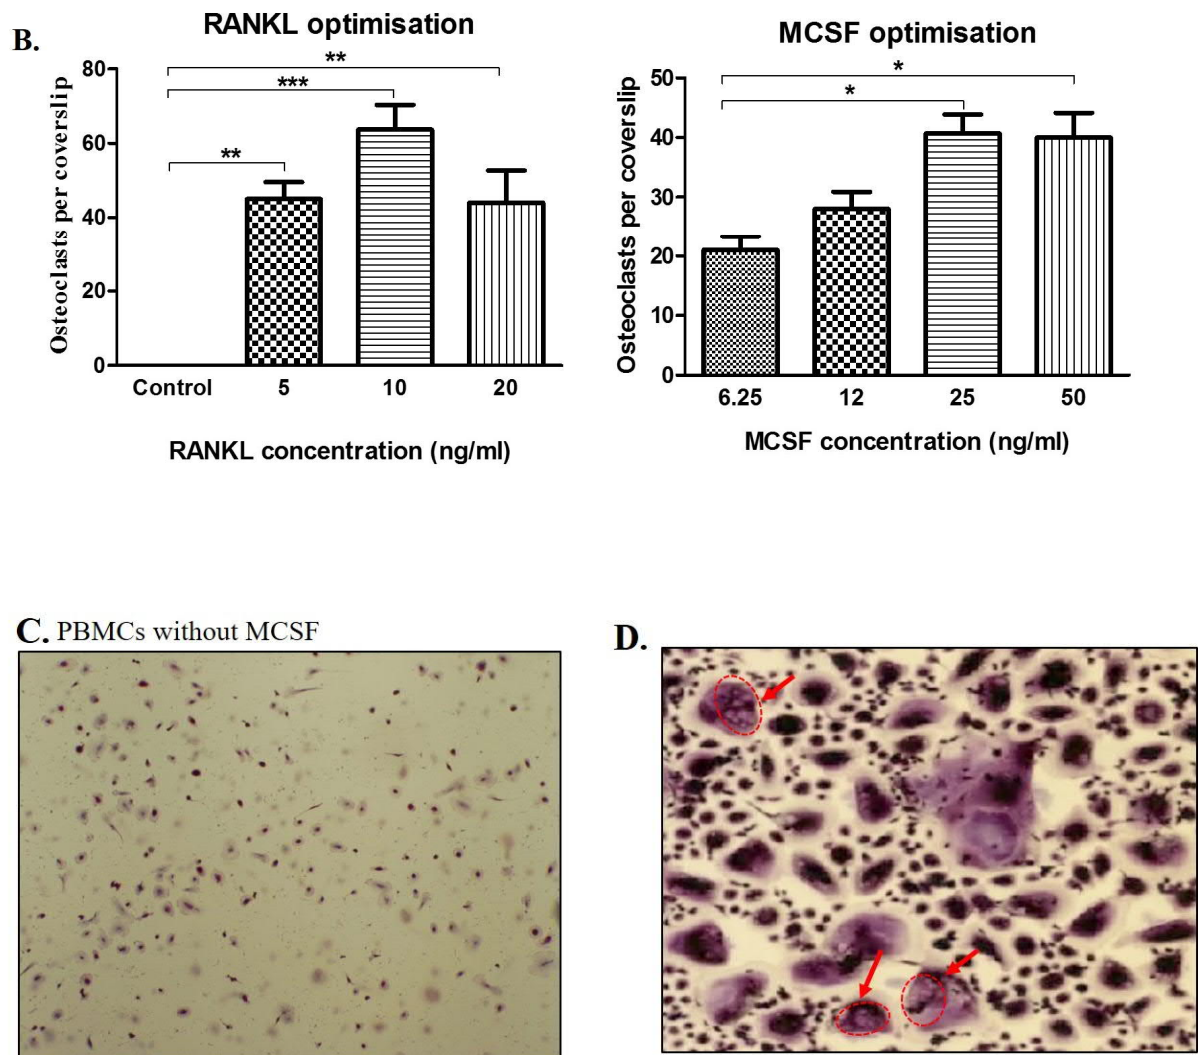 B.
RANKL optimisation
Osteoclasts per coverslip
80
60
40
20
0
**
***
**
Control 5 10 20
RANKL concentration (ng/ml)
MCSF optimisation
Osteoclasts per coverslip
50
40
30
20
10
0
*
*
6.25 12 25 50
MCSF concentration (ng/ml)
C. PBMCs without MCSF
D.